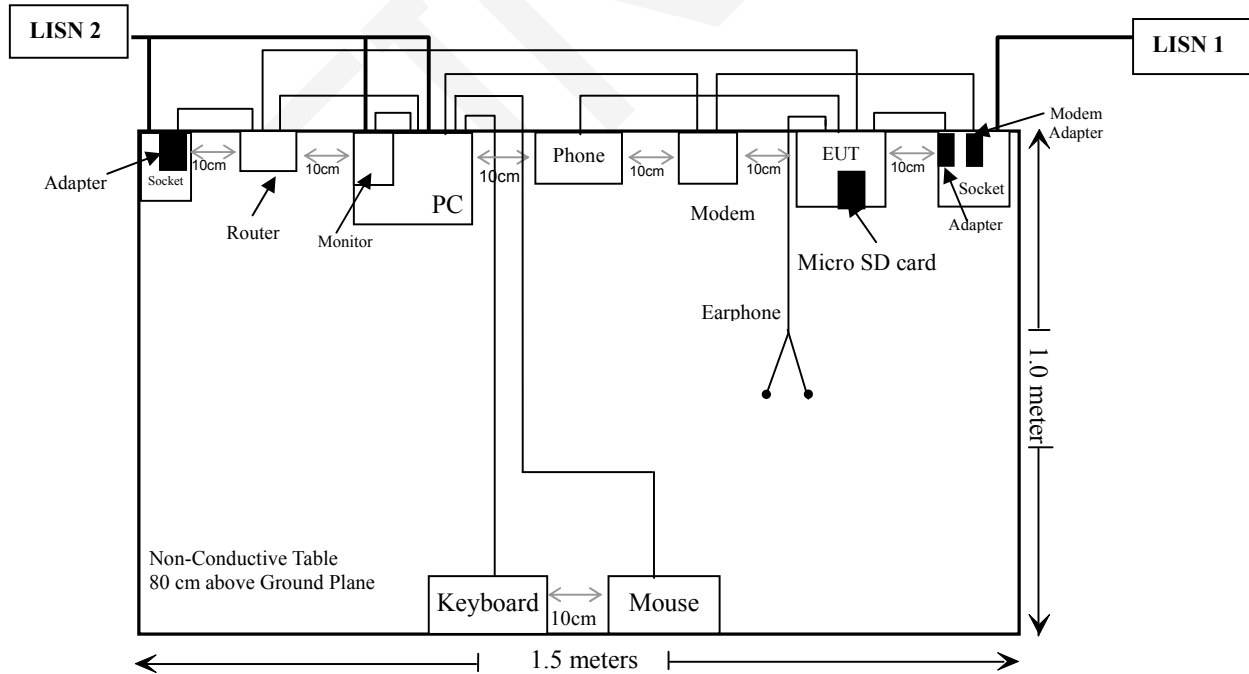 LISN 2
LISN 1
Modem
Adapter
Adapter
Socket
10cm
Router
10cm
Monitor
PC
10cm
Phone
10cm
Modem
10cm
EUT
10cm
Socket
Adapter
Micro SD card
Earphone
1.0 meter
Non-Conductive Table
80 cm above Ground Plane
Keyboard
10cm
Mouse
1.5 meters